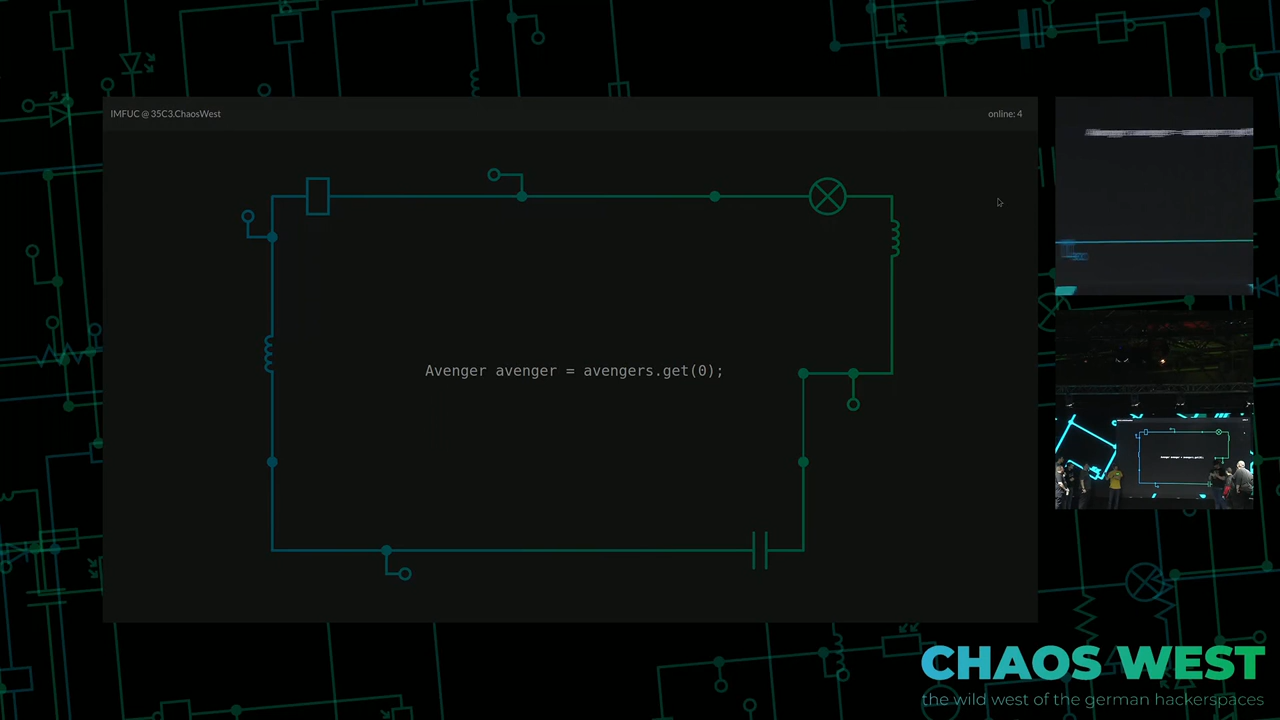 IMFUC @ 35C3.ChaosWest
online: 4
Avenger avenger = avengers.get(0);
CHAOS WEST
the wild west of the german hackerspaces